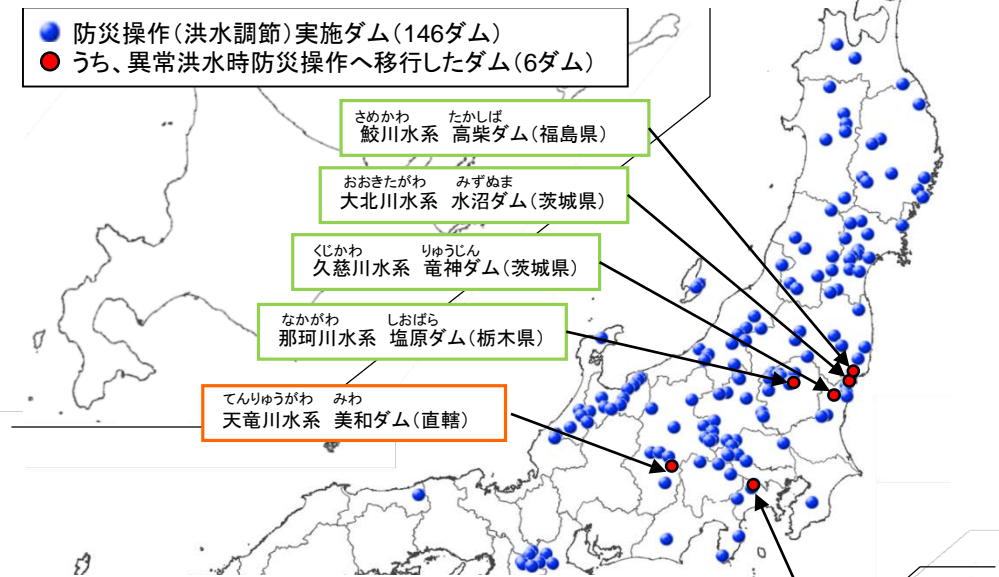 防災操作（洪水調節）実施ダム（146ダム）
うち、異常洪水時防災操作へ移行したダム（6ダム）
さめかわ たかしば
鮫川水系 高柴ダム（福島県）
おおきたがわ みずぬま
大北川水系 水沼ダム（茨城県）
くじかわ りゅうじん
久慈川水系 竜神ダム（茨城県）
なかがわ しおばら
那珂川水系 塩原ダム（栃木県）
てんりゅうがわ みわ
天竜川水系 美和ダム（直轄）